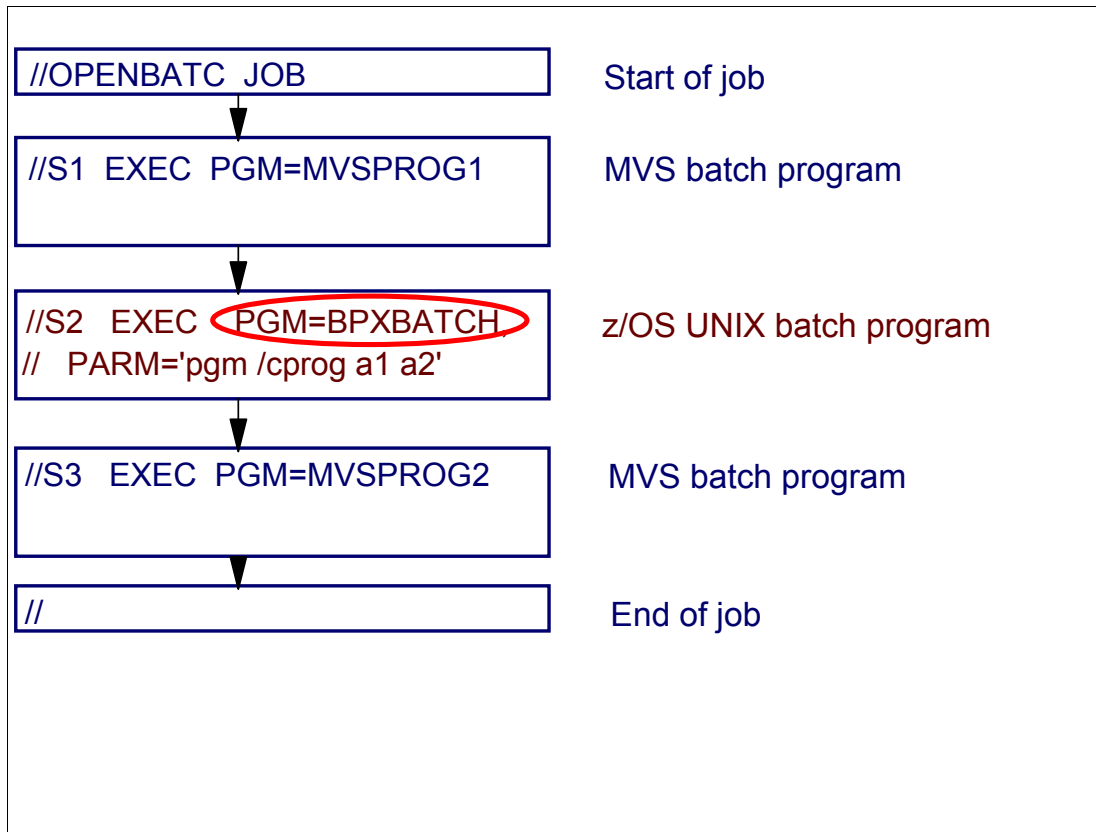 //OPENBATC JOB
Start of job
//S1 EXEC PGM=MVSPROG1
MVS batch program
//S2 EXEC PGM=BPXBATCH,
// PARM='pgm /cprog a1 a2'
z/OS UNIX batch program
//S3 EXEC PGM=MVSPROG2
MVS batch program
//
End of job